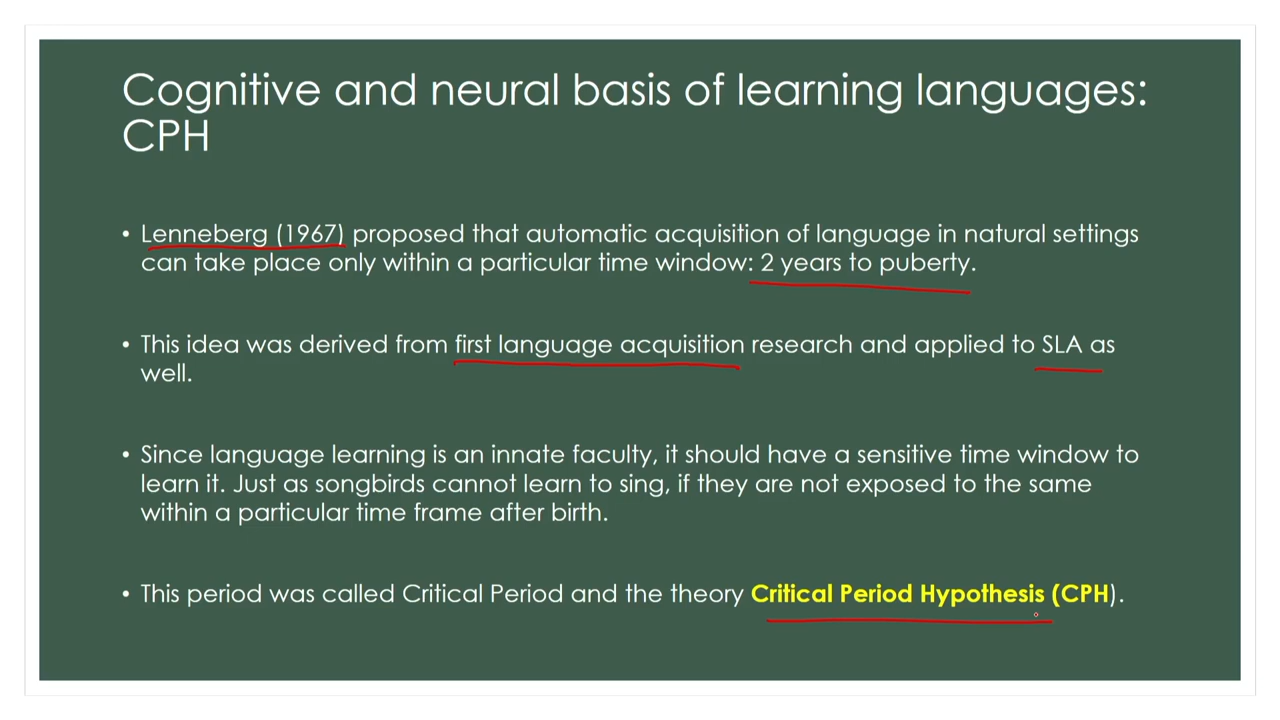 Cognitive and neural basis of learning languages:
CPH
• Lenneberg (1967) proposed that automatic acquisition of language in natural settings
can take place only within a particular time window: 2 years to puberty.
• This idea was derived from first language acquisition research and applied to SLA as
well.
• Since language learning is an innate faculty, it should have a sensitive time window to
learn it. Just as songbirds cannot learn to sing, if they are not exposed to the same
within a particular time frame after birth.
• This period was called Critical Period and the theory Critical Period Hypothesis (CPH).